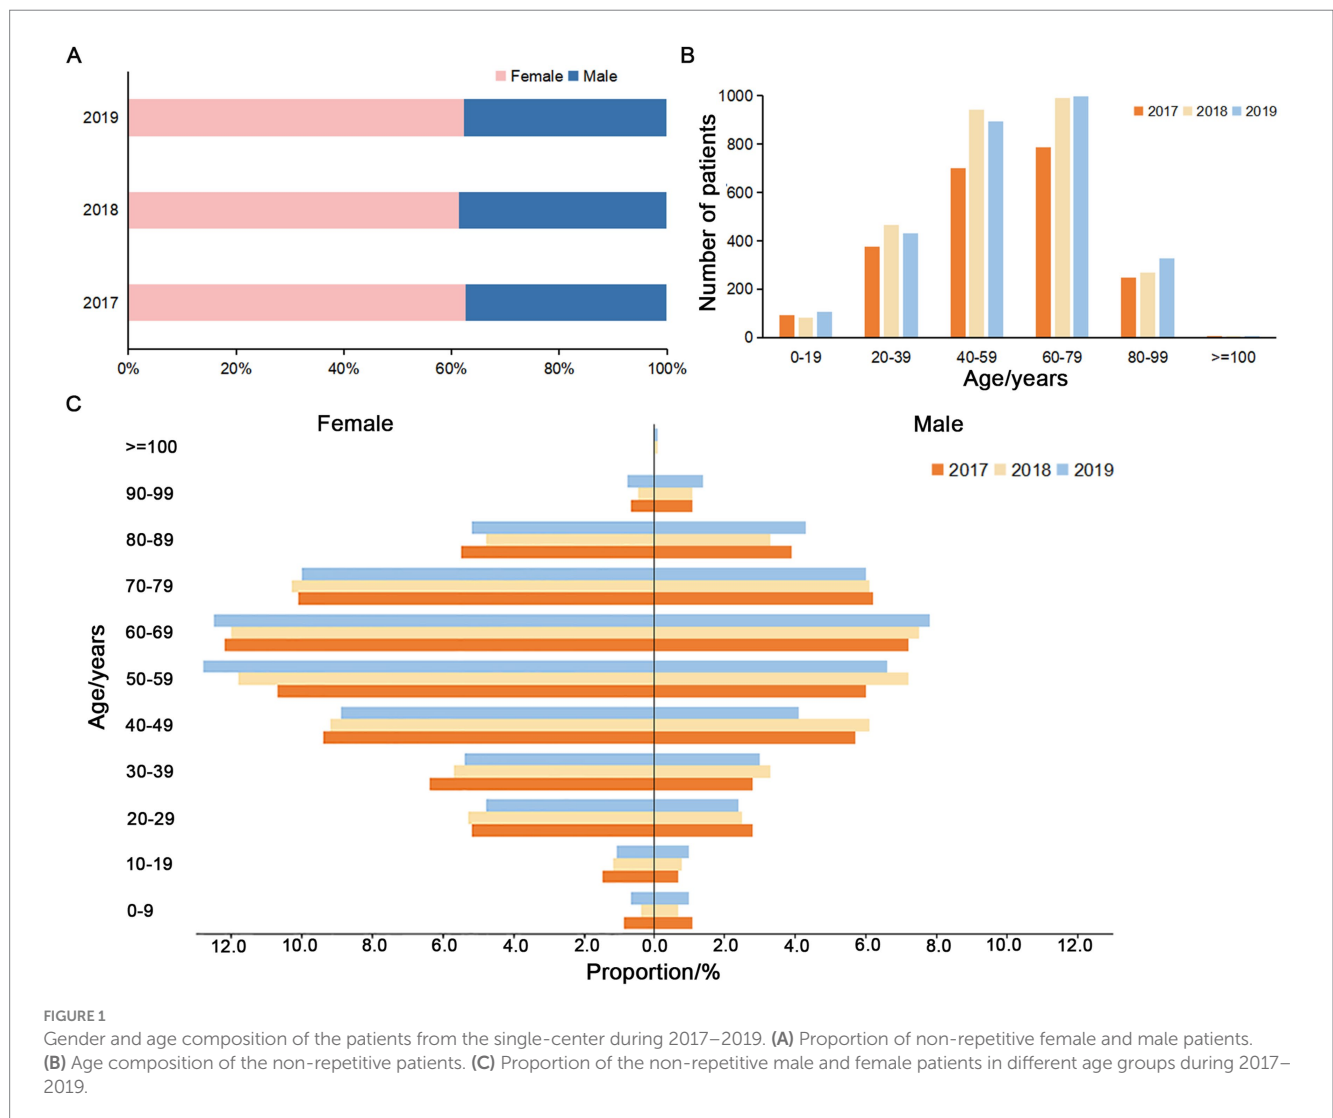 A
Female Male
2019
2018
2017
0% 20% 40% 60% 80% 100%
B
Number of patients
1000
800
600
400
200
0
2017 2018 2019
0-19 20-39 40-59 60-79 80-99 >=100
Age/years
C
Female
Male
2017 2018 2019
Age/years
>=100
90-99
80-89
70-79
60-69
50-59
40-49
30-39
20-29
10-19
0-9
12.0 10.0 8.0 6.0 4.0 2.0 0.0 2.0 4.0 6.0 8.0 10.0 12.0
Proportion/%
FIGURE 1
Gender and age composition of the patients from the single-center during 2017–2019. (A) Proportion of non-repetitive female and male patients.
(B) Age composition of the non-repetitive patients. (C) Proportion of the non-repetitive male and female patients in different age groups during 2017–
2019.